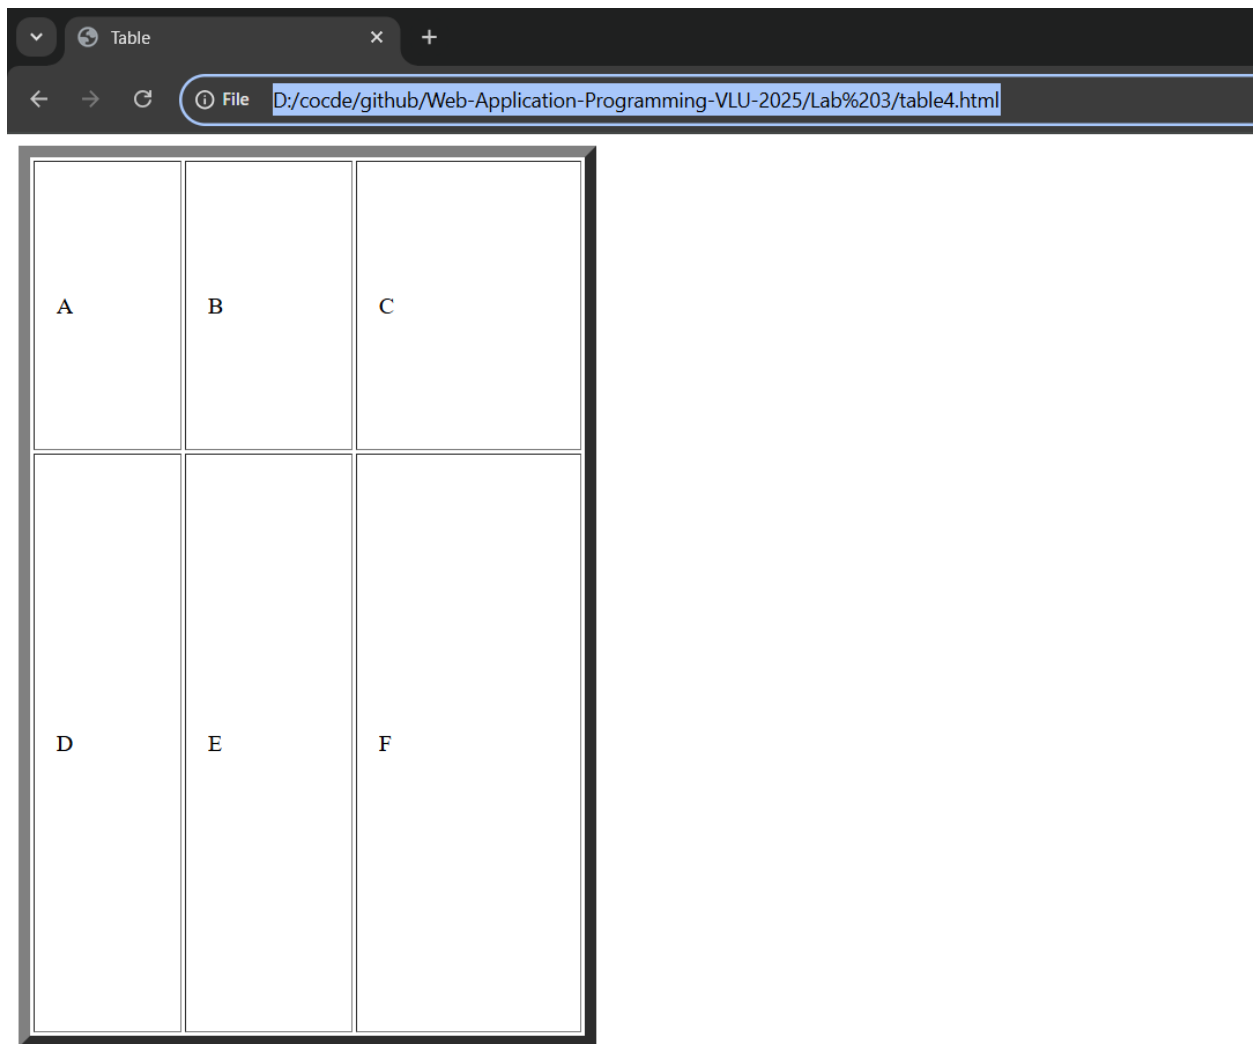 Table
File D:/cocde/github/Web-Application-Programming-VLU-2025/Lab%203/table4.html
A B C
D E F